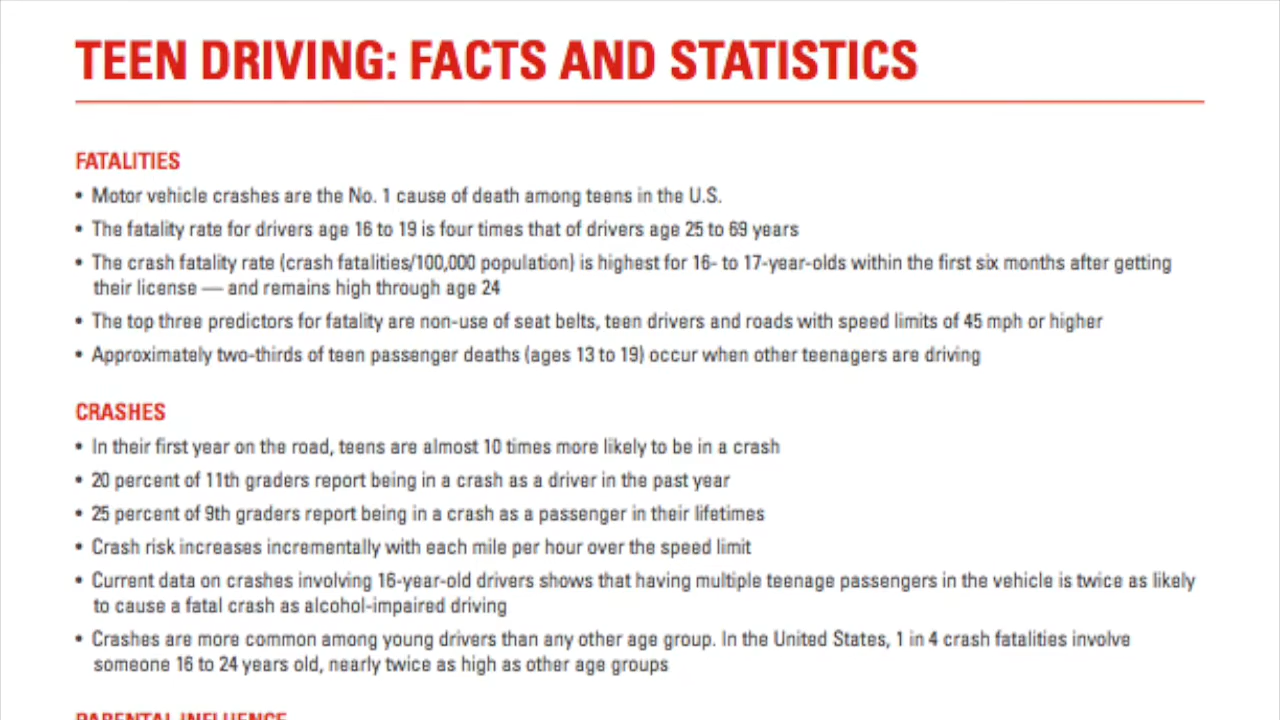 TEEN DRIVING: FACTS AND STATISTICS
FATALITIES
• Motor vehicle crashes are the No. 1 cause of death among teens in the U.S.
• The fatality rate for drivers age 16 to 19 is four times that of drivers age 25 to 69 years
• The crash fatality rate (crash fatalities/100,000 population) is highest for 16- to 17-year-olds within the first six months after getting
their license — and remains high through age 24
• The top three predictors for fatality are non-use of seat belts, teen drivers and roads with speed limits of 45 mph or higher
• Approximately two-thirds of teen passenger deaths (ages 13 to 19) occur when other teenagers are driving
CRASHES
• In their first year on the road, teens are almost 10 times more likely to be in a crash
• 20 percent of 11th graders report being in a crash as a driver in the past year
• 25 percent of 9th graders report being in a crash as a passenger in their lifetimes
• Crash risk increases incrementally with each mile per hour over the speed limit
• Current data on crashes involving 16-year-old drivers shows that having multiple teenage passengers in the vehicle is twice as likely
to cause a fatal crash as alcohol-impaired driving
• Crashes are more common among young drivers than any other age group. In the United States, 1 in 4 crash fatalities involve
someone 16 to 24 years old, nearly twice as high as other age groups
PARENTAL INFLUENCE